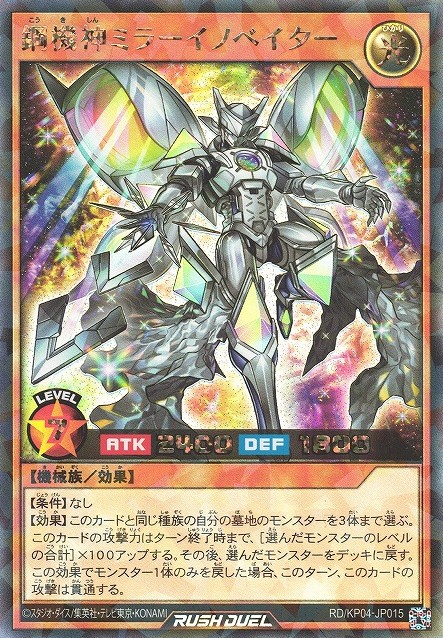 鋼機神ミラーイノベイター
光
LEVEL
7
ATK 2400 DEF 1800
【機械族／効果】
【条件】なし
【効果】このカードと同じ種族の自分の墓地のモンスターを3体まで選ぶ。
このカードの攻撃力はターン終了時まで、[選んだモンスターのレベル
の合計]×100アップする。その後、選んだモンスターをデッキに戻す。
この効果でモンスター1体のみを戻した場合、このターン、このカードの
攻撃は貫通する。
©スタジオ・ダイス/集英社・テレビ東京・KONAMI RUSH DUEL RD/KP04-JP015